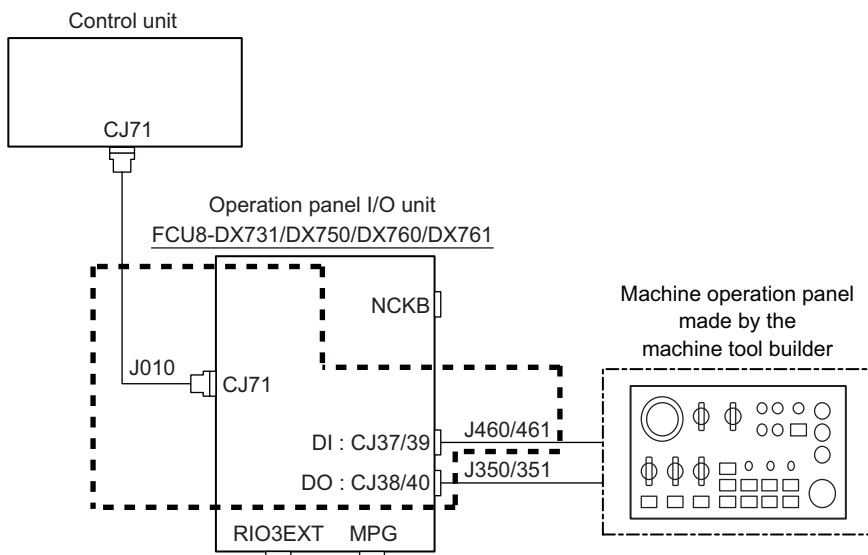 Control unit
CJ71
Operation panel I/O unit
FCU8-DX731/DX750/DX760/DX761
NCKB
Machine operation panel
made by the
machine tool builder
J010
CJ71
DI : CJ37/39
J460/461
DO : CJ38/40
J350/351
RIO3EXT
MPG